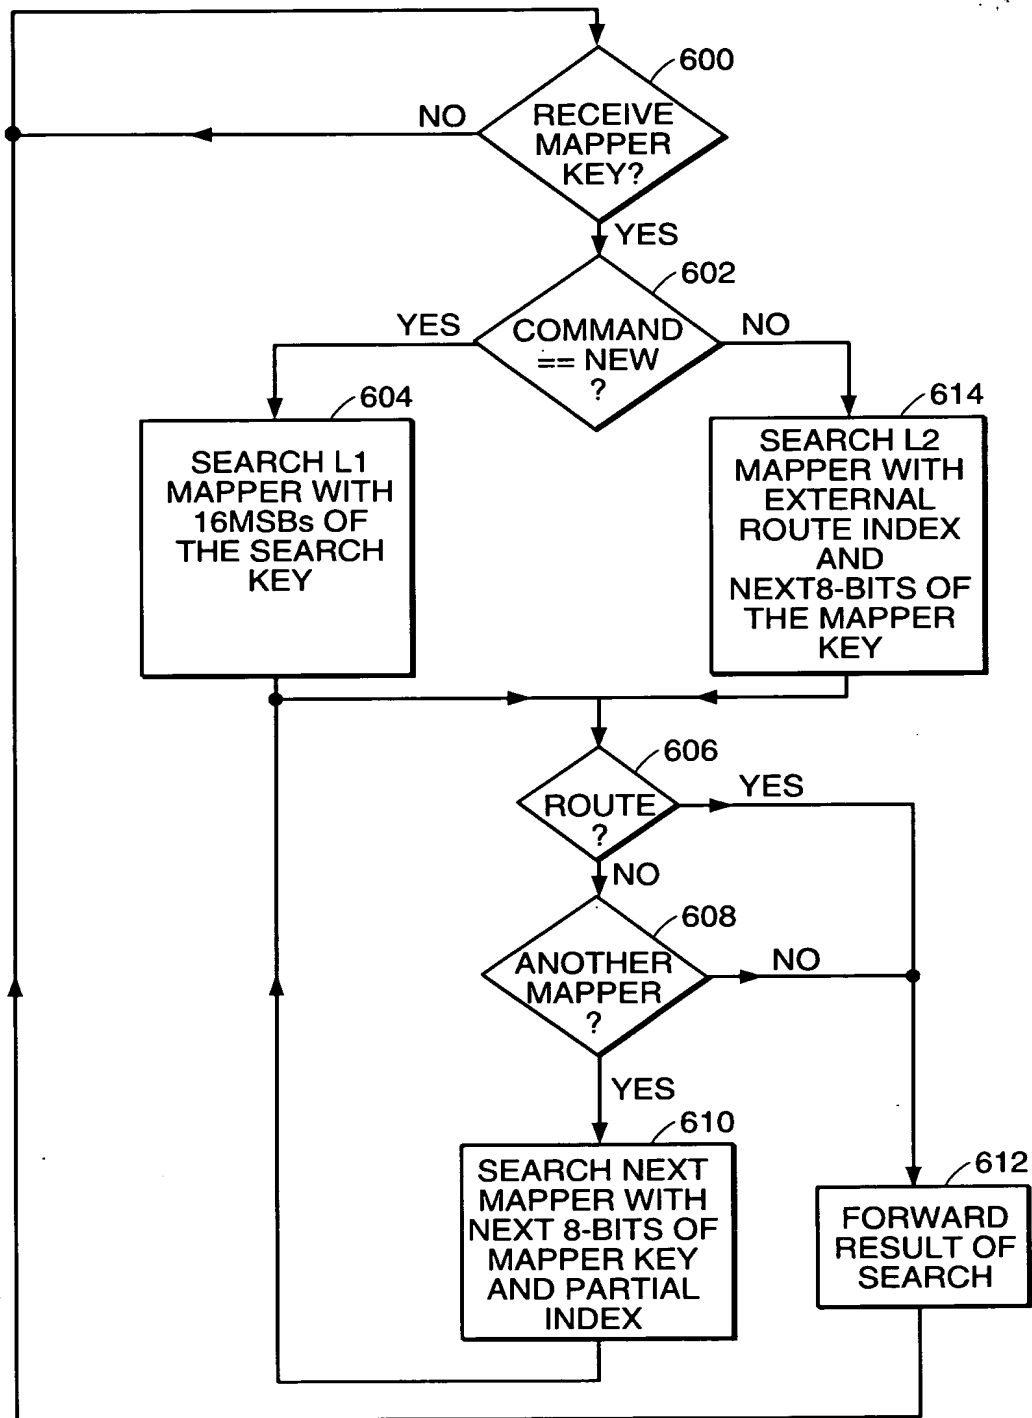 600
RECEIVE
MAPPER
KEY?
NO
YES
602
COMMAND
== NEW
?
YES
NO
604
SEARCH L1
MAPPER WITH
16MSBs OF
THE SEARCH
KEY
614
SEARCH L2
MAPPER WITH
EXTERNAL
ROUTE INDEX
AND
NEXT8-BITS OF
THE MAPPER
KEY
606
ROUTE
?
YES
NO
608
ANOTHER
MAPPER
?
NO
YES
610
SEARCH NEXT
MAPPER WITH
NEXT 8-BITS OF
MAPPER KEY
AND PARTIAL
INDEX
612
FORWARD
RESULT OF
SEARCH